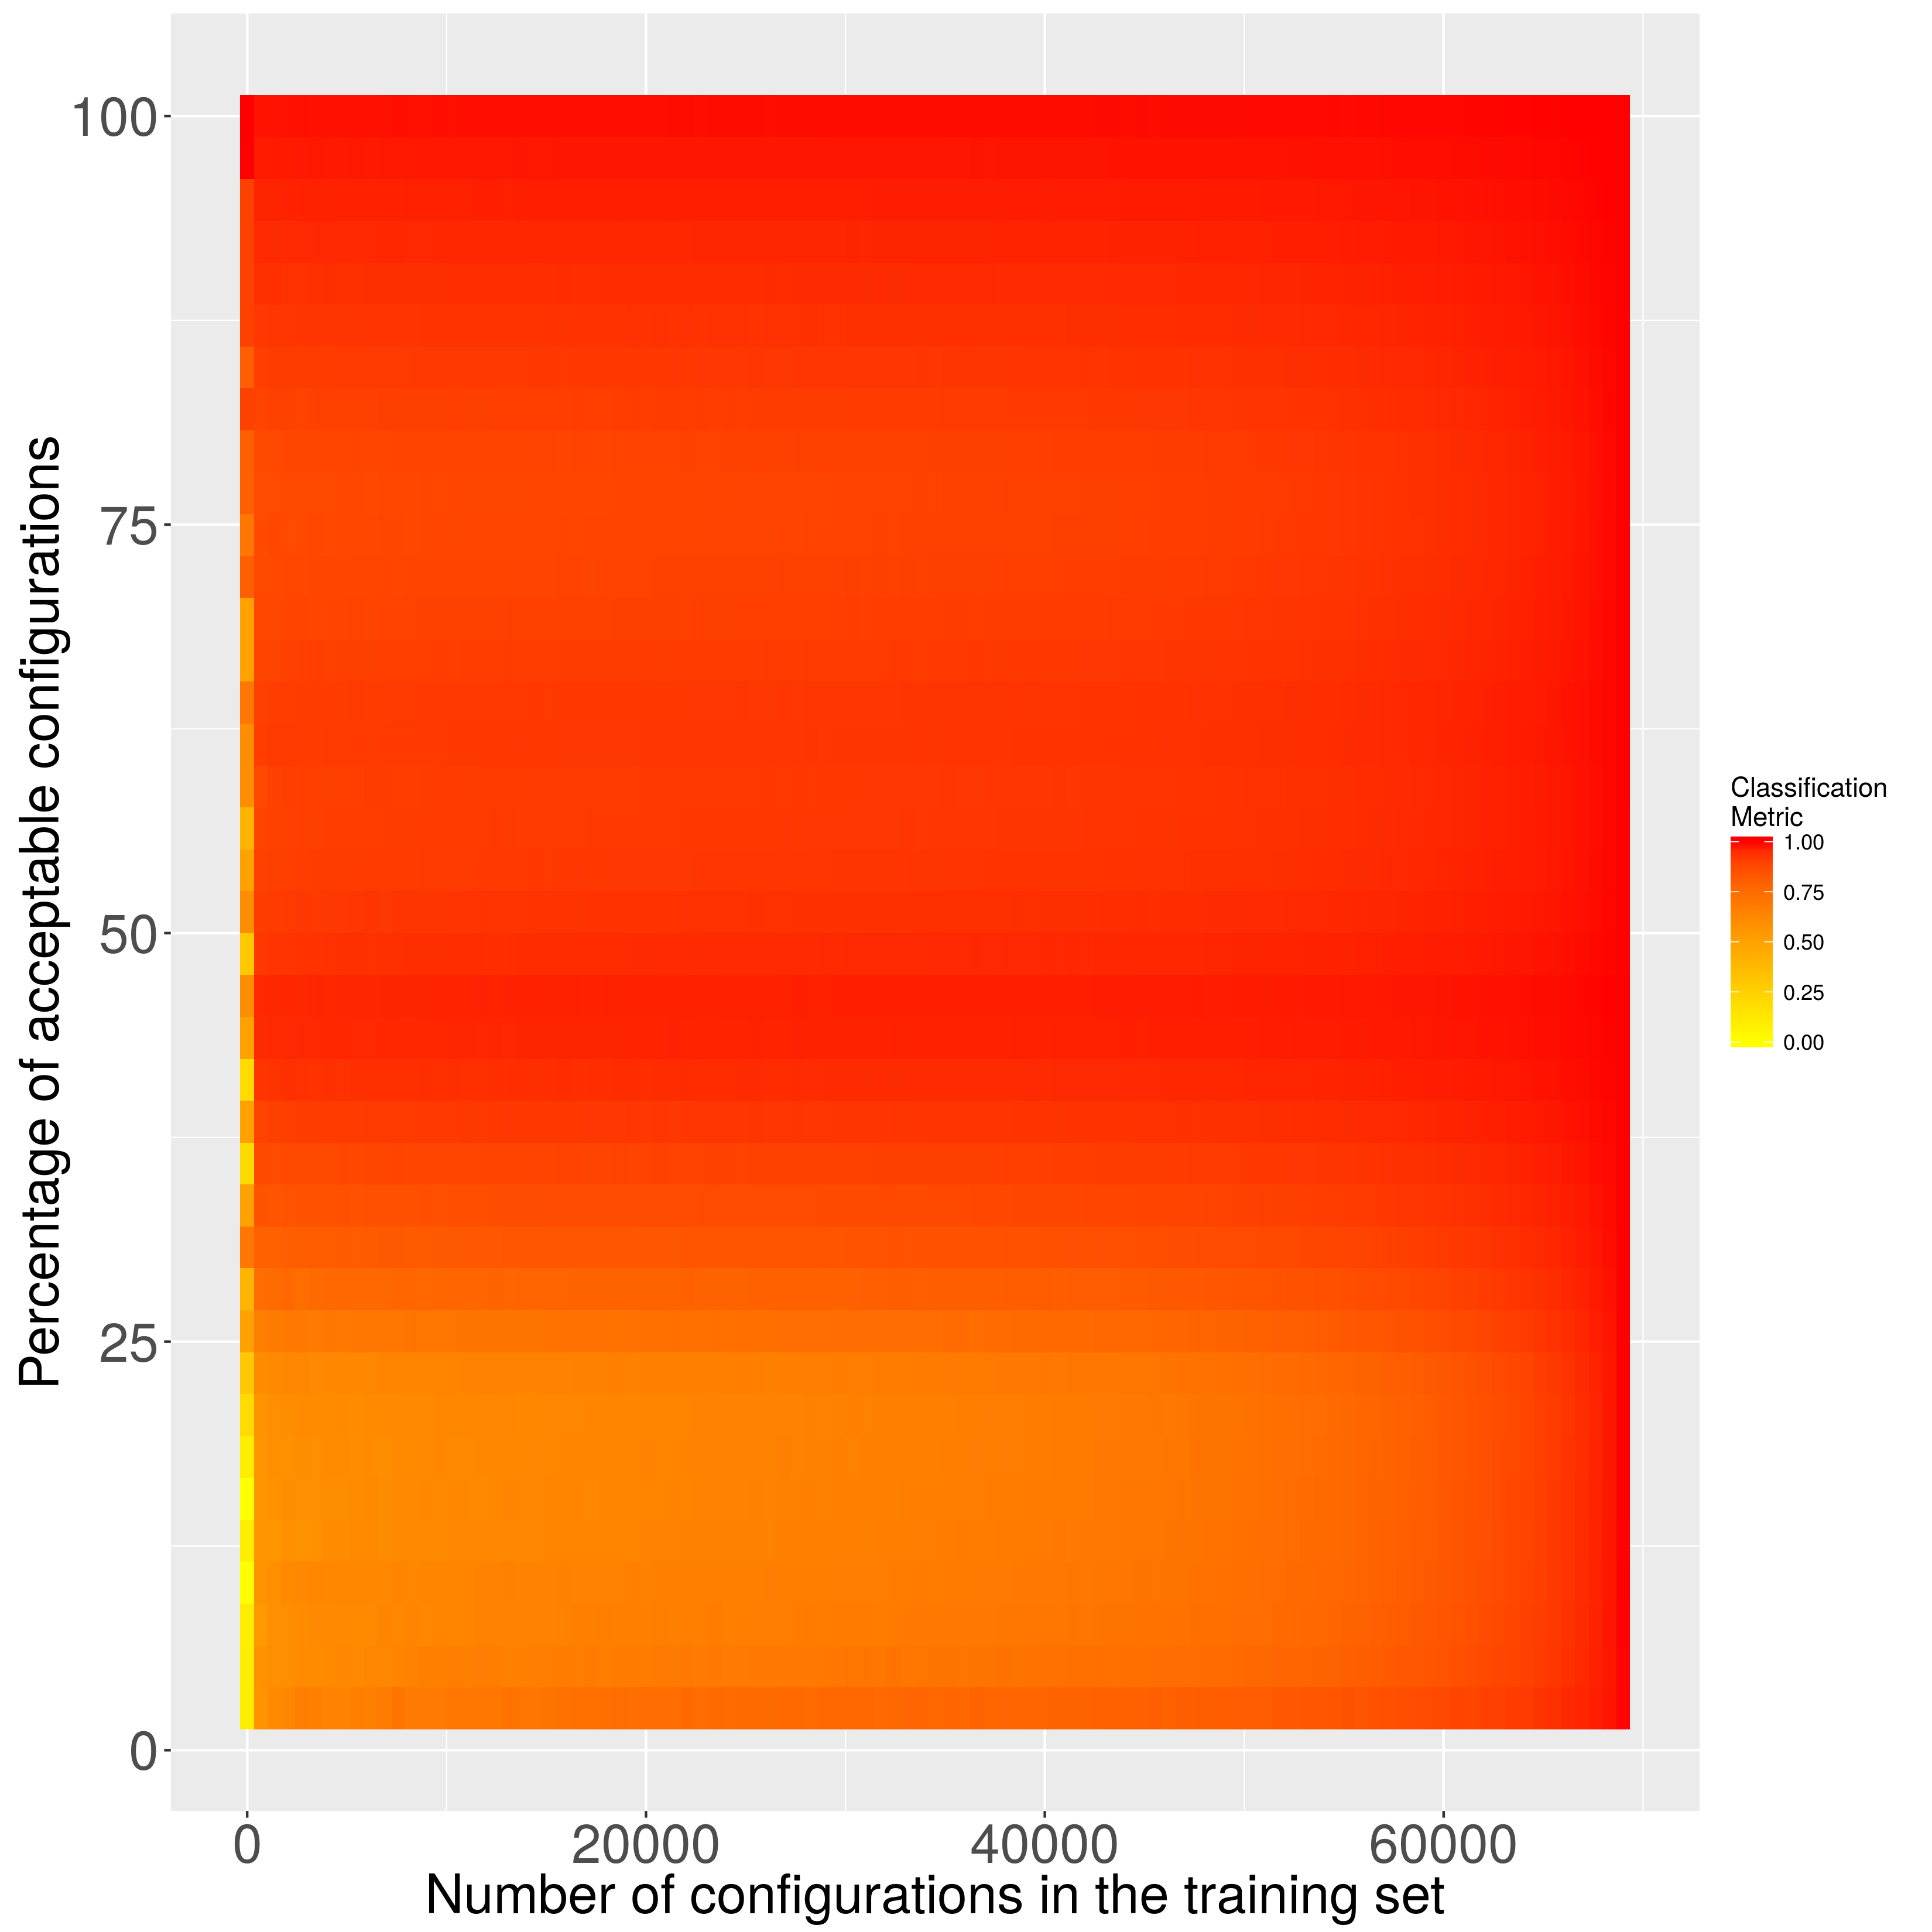 100
75
50
25
0
Percentage of acceptable configurations
0 20000 40000 60000
Number of configurations in the training set
Classification
Metric
1.00
0.75
0.50
0.25
0.00